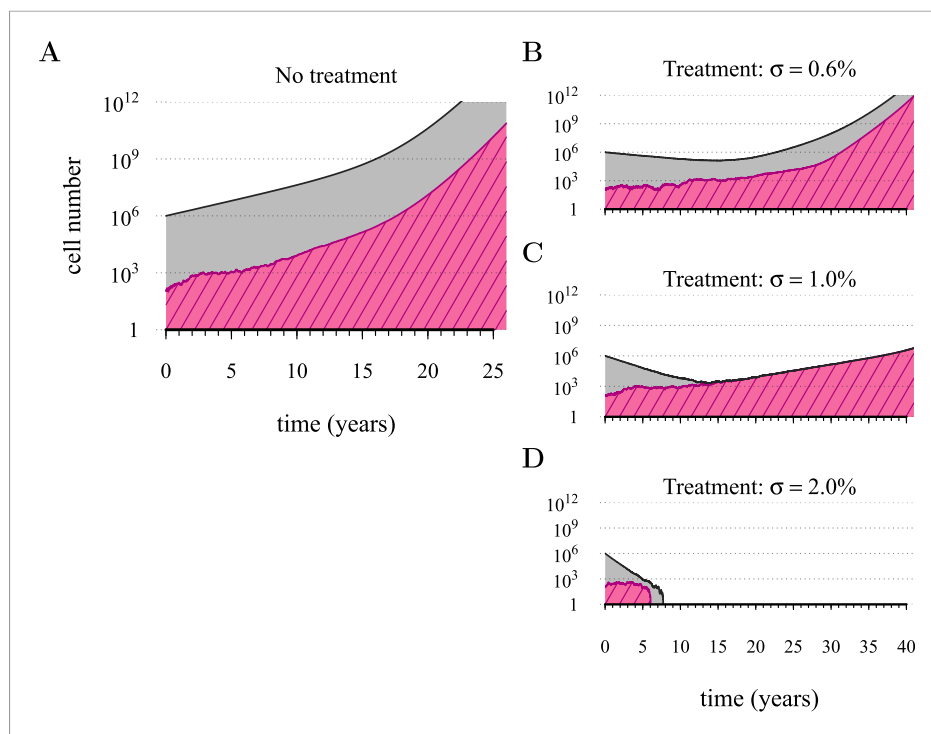 A
No treatment
10^12
10^9
10^6
10^3
1
cell number
0 5 10 15 20 25
time (years)
B
Treatment: σ = 0.6%
10^12
10^9
10^6
10^3
1
C
Treatment: σ = 1.0%
10^12
10^9
10^6
10^3
1
D
Treatment: σ = 2.0%
10^12
10^9
10^6
10^3
1
0 5 10 15 20 25 30 35 40
time (years)